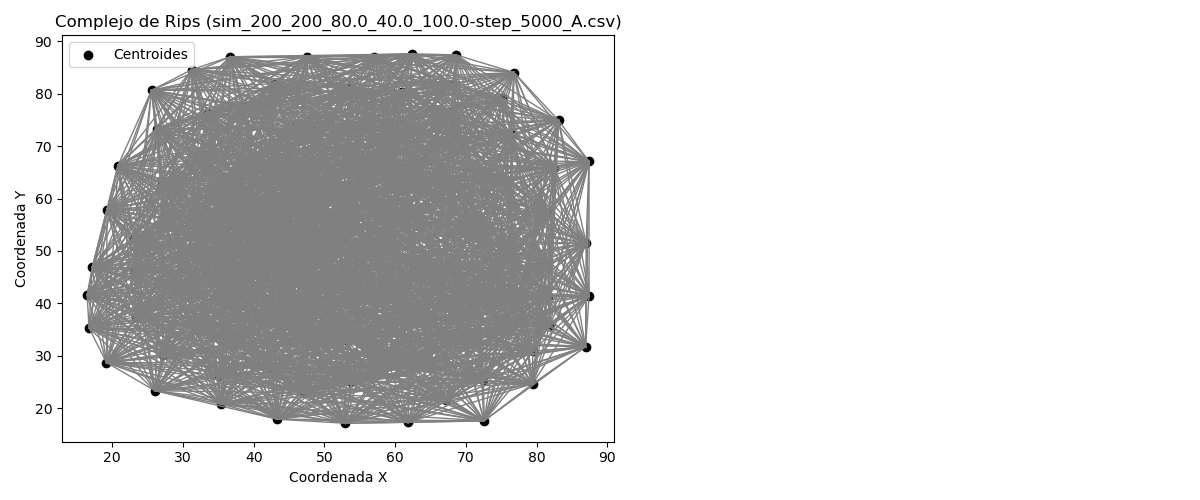 Complejo de Rips (sim_200_200_80.0_40.0_100.0-step_5000_A.csv)
Centroides
90
80
70
60
50
40
30
20
Coordenada Y
20 30 40 50 60 70 80 90
Coordenada X